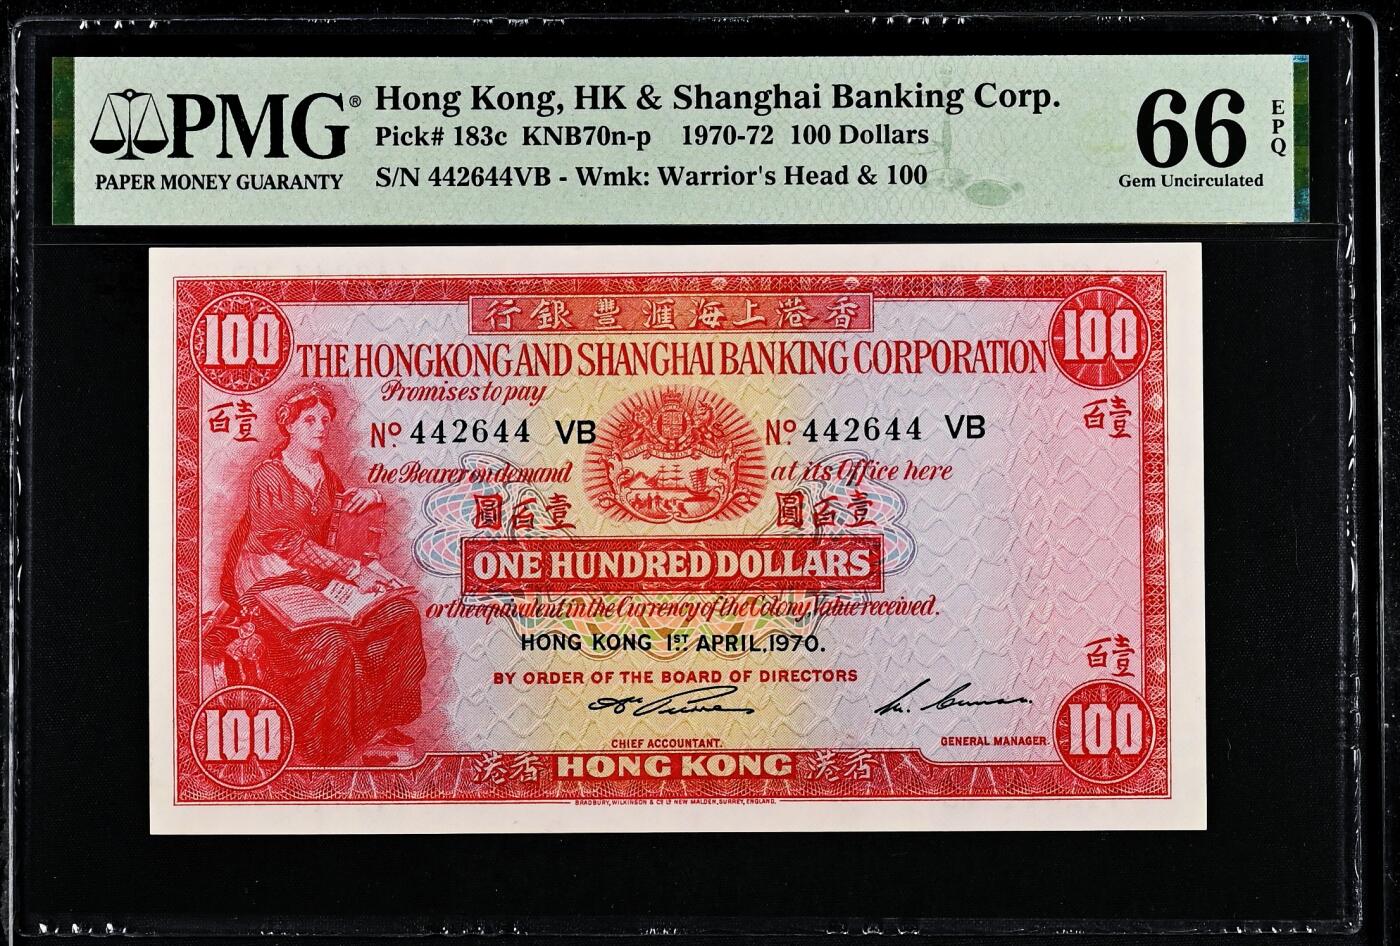 PMG®
PAPER MONEY GUARANTY
Hong Kong, HK & Shanghai Banking Corp.
Pick# 183c KNB70n-p 1970-72 100 Dollars
S/N 442644VB - Wmk: Warrior's Head & 100
66 EPQ
Gem Uncirculated
行銀豐滙海上港香
100
100
THE HONGKONG AND SHANGHAI BANKING CORPORATION
Promises to pay
百壹
百壹
Nº 442644 VB
Nº 442644 VB
the Bearer on demand
at its Office here
圓百壹
圓百壹
ONE HUNDRED DOLLARS
or the equivalent in the Currency of the Colony, Value received.
HONG KONG 1ST APRIL, 1970.
百壹
BY ORDER OF THE BOARD OF DIRECTORS
100
100
CHIEF ACCOUNTANT.
GENERAL MANAGER.
港香 HONG KONG 港香
BRADBURY, WILKINSON & Cº Lᴰ NEW MALDEN, SURREY, ENGLAND.